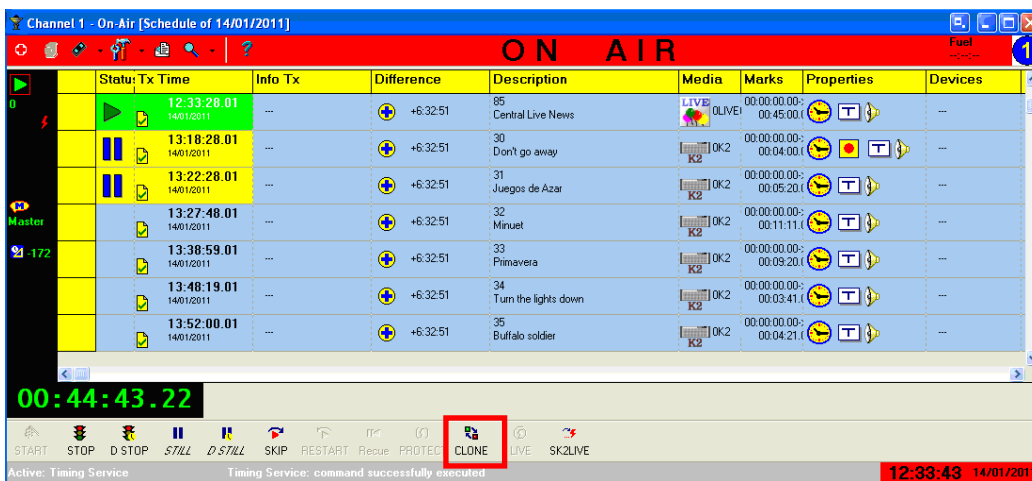 Channel 1 - On-Air [Schedule of 14/01/2011]
ON AIR
Fuel
--:--:--
1
Status Tx Time Info Tx Difference Description Media Marks Properties Devices
0
12:33:28.01 14/01/2011 --- +6:32:51 85 Central Live News LIVE 0LIVE 00:00:00.00 00:45:00.0 T ---
13:18:28.01 14/01/2011 --- +6:32:51 30 Don't go away K2 0K2 00:00:00.00 00:04:00.0 T ---
13:22:28.01 14/01/2011 --- +6:32:51 31 Juegos de Azar K2 0K2 00:00:00.00 00:05:20.0 T ---
M
Master
13:27:48.01 14/01/2011 --- +6:32:51 32 Minuet K2 0K2 00:00:00.00 00:11:11.0 T ---
-172
13:38:59.01 14/01/2011 --- +6:32:51 33 Primavera K2 0K2 00:00:00.00 00:09:20.0 T ---
13:48:19.01 14/01/2011 --- +6:32:51 34 Turn the lights down K2 0K2 00:00:00.00 00:03:41.0 T ---
13:52:00.01 14/01/2011 --- +6:32:51 35 Buffalo soldier K2 0K2 00:00:00.00 00:04:21.0 T ---
00:44:43.22
START STOP D STOP STILL D STILL SKIP RESTART Recue PROTEC CLONE LIVE SK2LIVE
Active: Timing Service Timing Service: command successfully executed 12:33:43 14/01/201